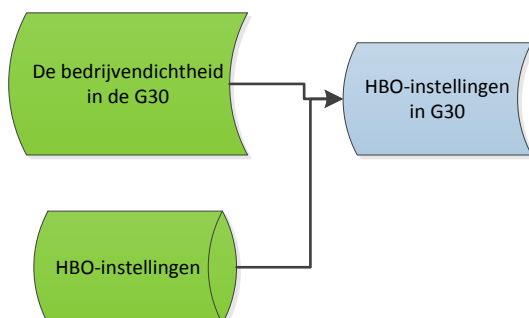 De bedrijvendichtheid
in de G30
HBO-instellingen
in G30
HBO-instellingen